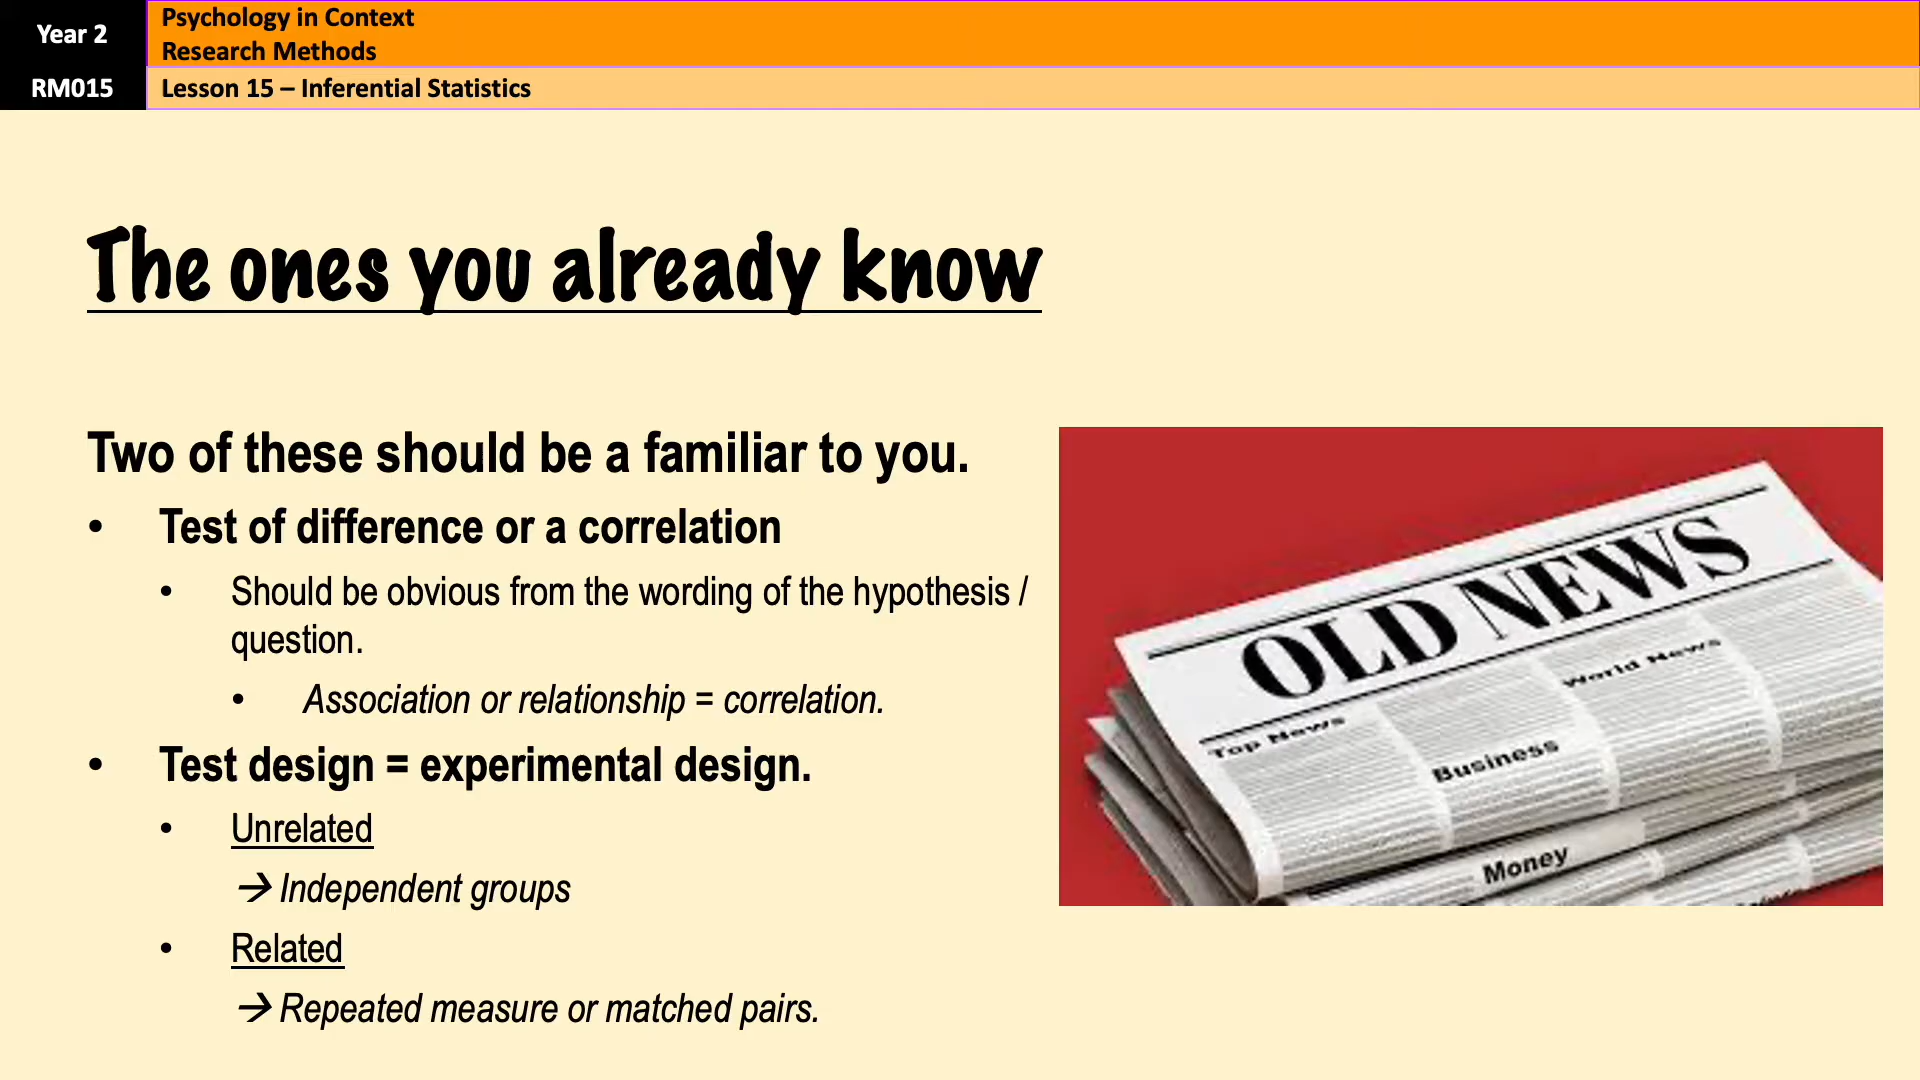 Year 2
Psychology in Context
Research Methods
RM015
Lesson 15 – Inferential Statistics
The ones you already know
Two of these should be a familiar to you.
• Test of difference or a correlation
• Should be obvious from the wording of the hypothesis /
question.
• Association or relationship = correlation.
• Test design = experimental design.
• Unrelated
→ Independent groups
• Related
→ Repeated measure or matched pairs.
OLD NEWS
Top News
Business
World News
Money